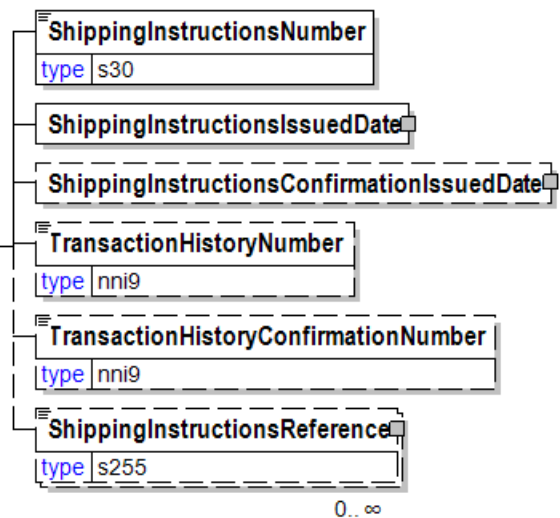 ShippingInstructionsNumber
type s30
ShippingInstructionsIssuedDate
ShippingInstructionsConfirmationIssuedDate
TransactionHistoryNumber
type nni9
TransactionHistoryConfirmationNumber
type nni9
ShippingInstructionsReference
type s255
0..∞